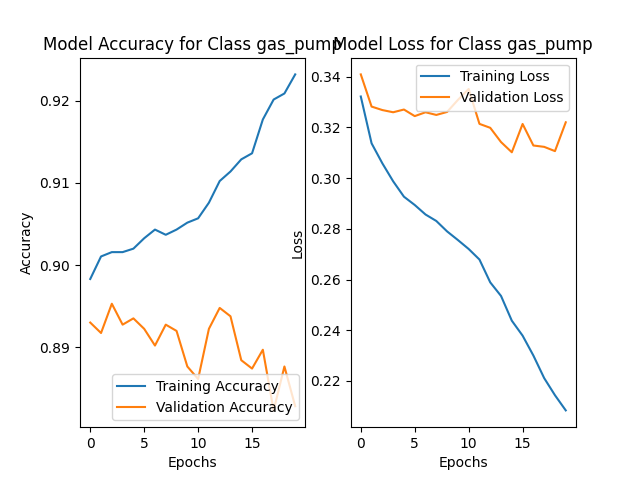 Model Accuracy for Class gas_pump
0.92
0.91
0.90
0.89
Accuracy
0
5
10
15
Epochs
Training Accuracy
Validation Accuracy
Model Loss for Class gas_pump
0.34
0.32
0.30
0.28
0.26
0.24
0.22
Loss
0
5
10
15
Epochs
Training Loss
Validation Loss